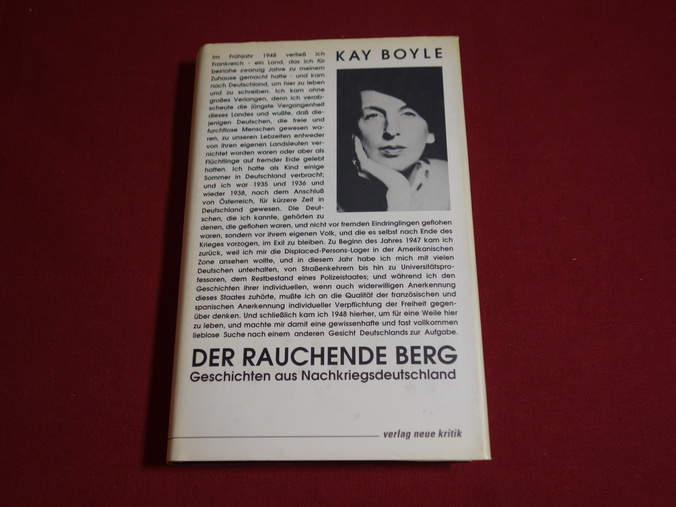 KAY BOYLE
Im Frühjahr 1948 verließ ich
Frankreich - ein Land, das ich für
beinahe zwanzig Jahre zu meinem
Zuhause gemacht hatte - und kam
nach Deutschland, um hier zu leben
und zu schreiben. Ich kam ohne
großes Verlangen, denn ich verab-
scheute die jüngste Vergangenheit
dieses Landes und wußte, daß die-
jenigen Deutschen, die freie und
furchtlose Menschen gewesen wa-
ren, zu unseren Lebzeiten entweder
von ihren eigenen Landsleuten ver-
nichtet worden waren oder aber als
Flüchtlinge auf fremder Erde gelebt
hatten. Ich hatte als Kind einige
Sommer in Deutschland verbracht;
und ich war 1935 und 1936 und
wieder 1938, nach dem Anschluß
von Österreich, für kürzere Zeit in
Deutschland gewesen. Die Deut-
schen, die ich kannte, gehörten zu
denen, die geflohen waren, und nicht vor fremden Eindringlingen geflohen
waren, sondern vor ihrem eigenen Volk, und die es selbst nach Ende des
Krieges vorzogen, im Exil zu bleiben. Zu Beginn des Jahres 1947 kam ich
zurück, weil ich mir die Displaced-Persons-Lager in der Amerikanischen
Zone ansehen wollte, und in diesem Jahr habe ich mich mit vielen
Deutschen unterhalten, von Straßenkehrern bis hin zu Universitätspro-
fessoren, dem Restbestand eines Polizeistaates; und während ich den
Geschichten ihrer individuellen, wenn auch widerwilligen Anerkennung
dieses Staates zuhörte, mußte ich an die Qualität der französischen und
spanischen Anerkennung individueller Verpflichtung der Freiheit gegen-
über denken. Und schließlich kam ich 1948 hierher, um für eine Weile hier
zu leben, und machte mir damit eine gewissenhafte und fast vollkommen
lieblose Suche nach einem anderen Gesicht Deutschlands zur Aufgabe.
DER RAUCHENDE BERG
Geschichten aus Nachkriegsdeutschland
verlag neue kritik